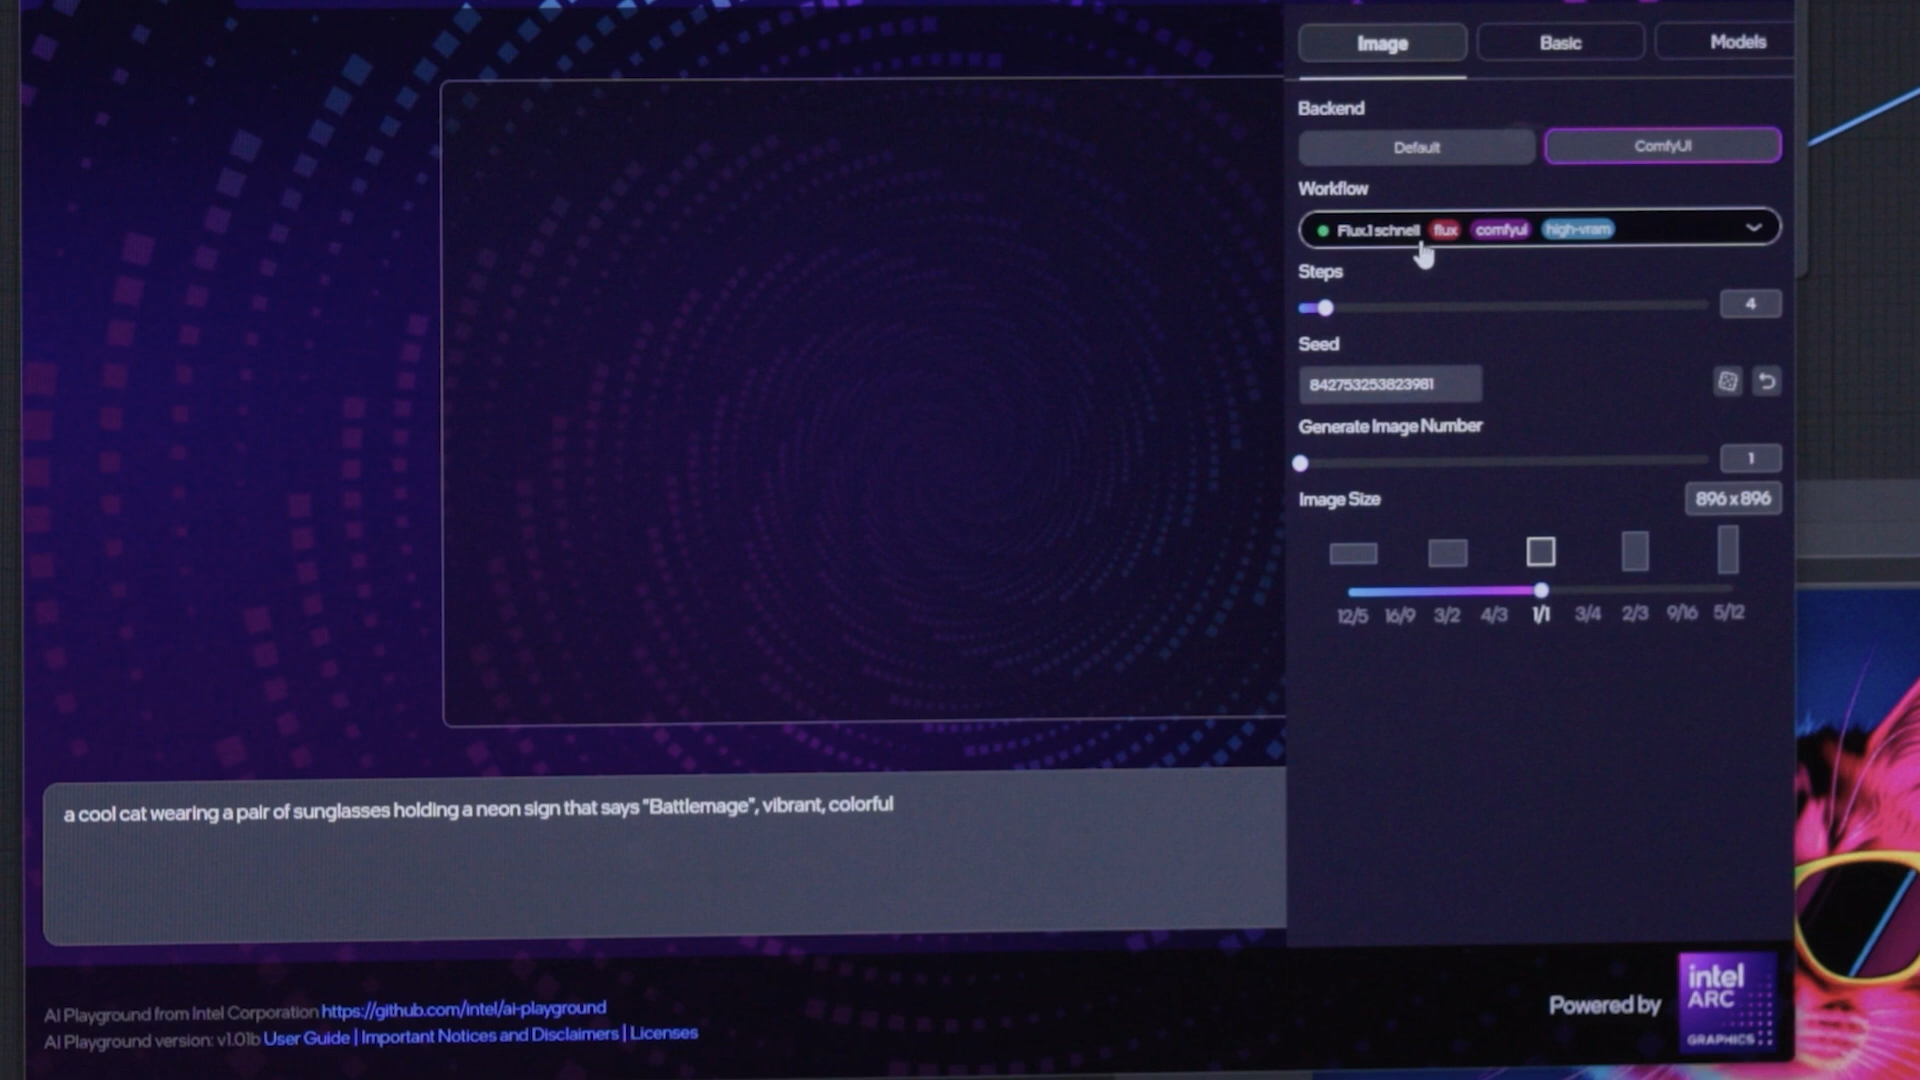 Image Basic Models
Backend
Default ComfyUI
Workflow
Flux.1 schnell flux comfyui high-vram
Steps
4
Seed
842753253823981
Generate Image Number
1
Image Size 896 x 896
12/5 16/9 3/2 4/3 1/1 3/4 2/3 9/16 5/12
a cool cat wearing a pair of sunglasses holding a neon sign that says "Battlemage", vibrant, colorful
AI Playground from Intel Corporation https://github.com/intel/ai-playground
AI Playground version: v1.01b User Guide | Important Notices and Disclaimers | Licenses
Powered by
intel
ARC
GRAPHICS